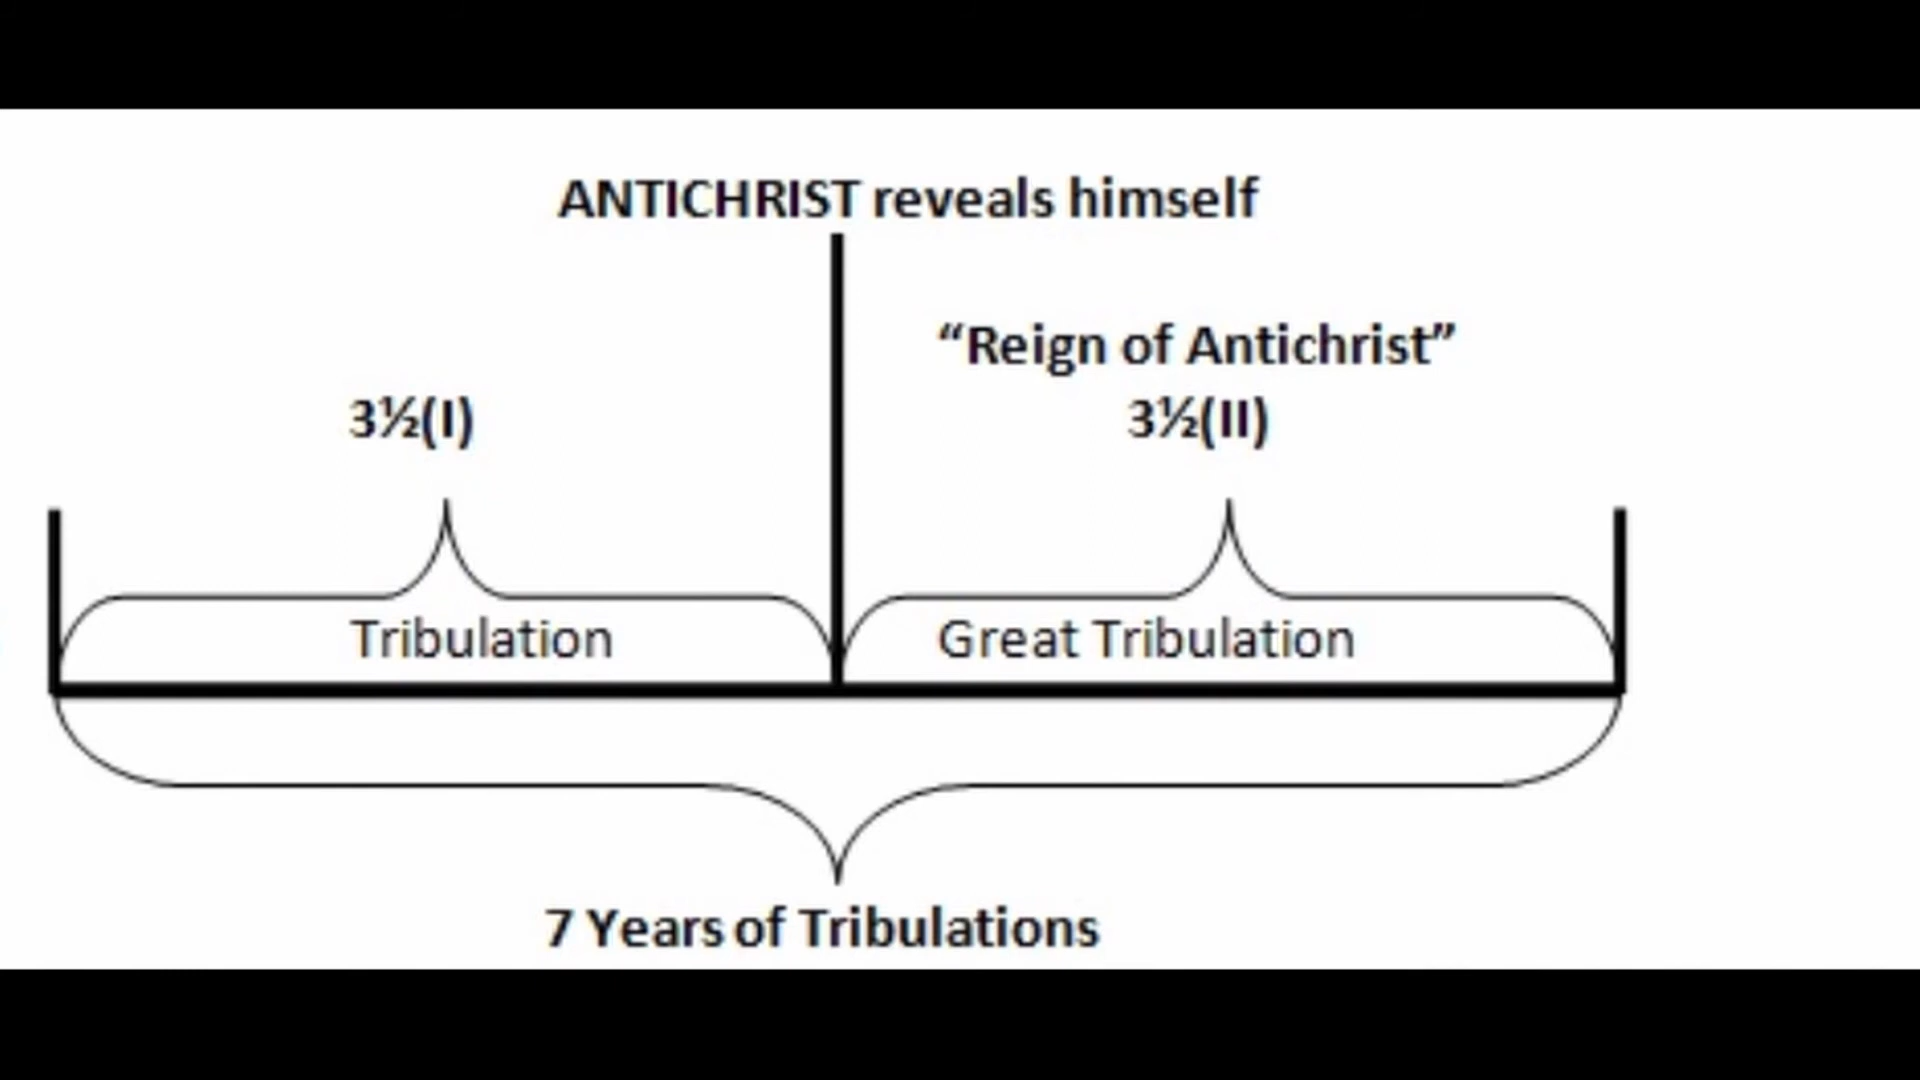 ANTICHRIST reveals himself
“Reign of Antichrist”
3½(I)
3½(II)
Tribulation
Great Tribulation
7 Years of Tribulations